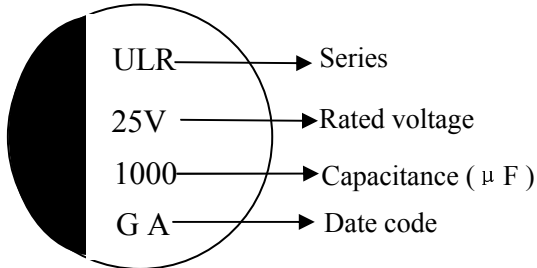 ULR Series
25V Rated voltage
1000 Capacitance ( μ F )
G A Date code